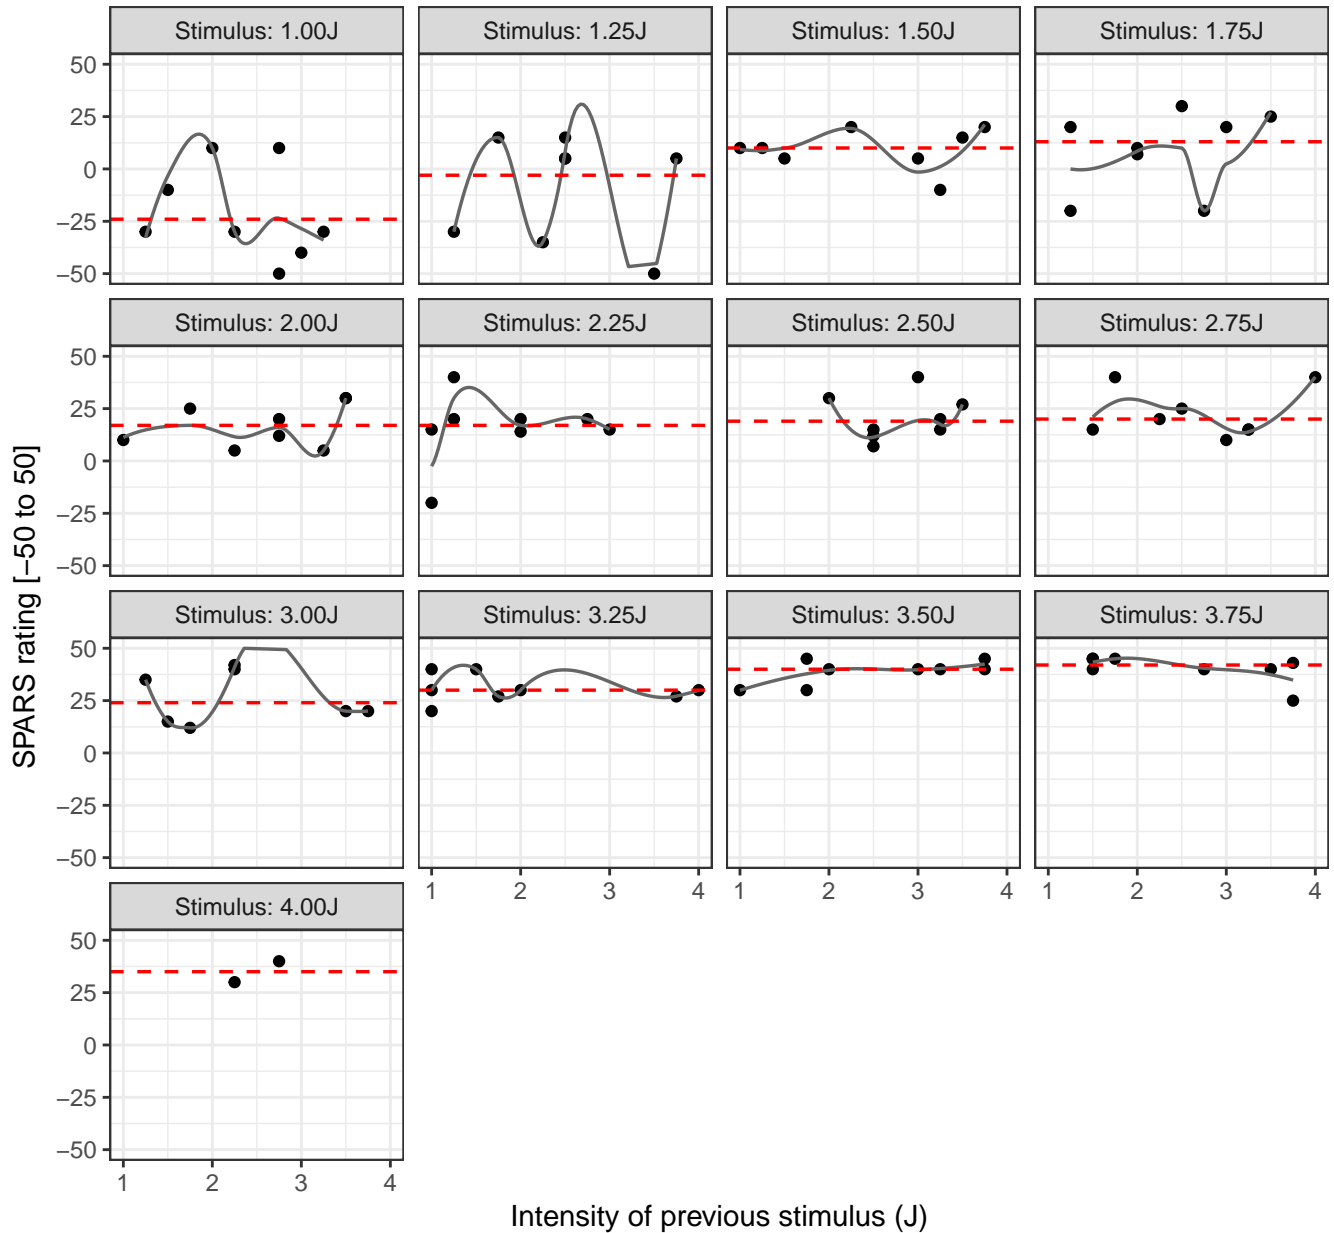 Stimulus: 1.00J Stimulus: 1.25J Stimulus: 1.50J Stimulus: 1.75J
50
25
0
−25
−50
Stimulus: 2.00J Stimulus: 2.25J Stimulus: 2.50J Stimulus: 2.75J
50
25
0
−25
−50
Stimulus: 3.00J Stimulus: 3.25J Stimulus: 3.50J Stimulus: 3.75J
50
25
0
−25
−50
1 2 3 4 1 2 3 4 1 2 3 4
Stimulus: 4.00J
50
25
0
−25
−50
1 2 3 4
SPARS rating [−50 to 50]
Intensity of previous stimulus (J)